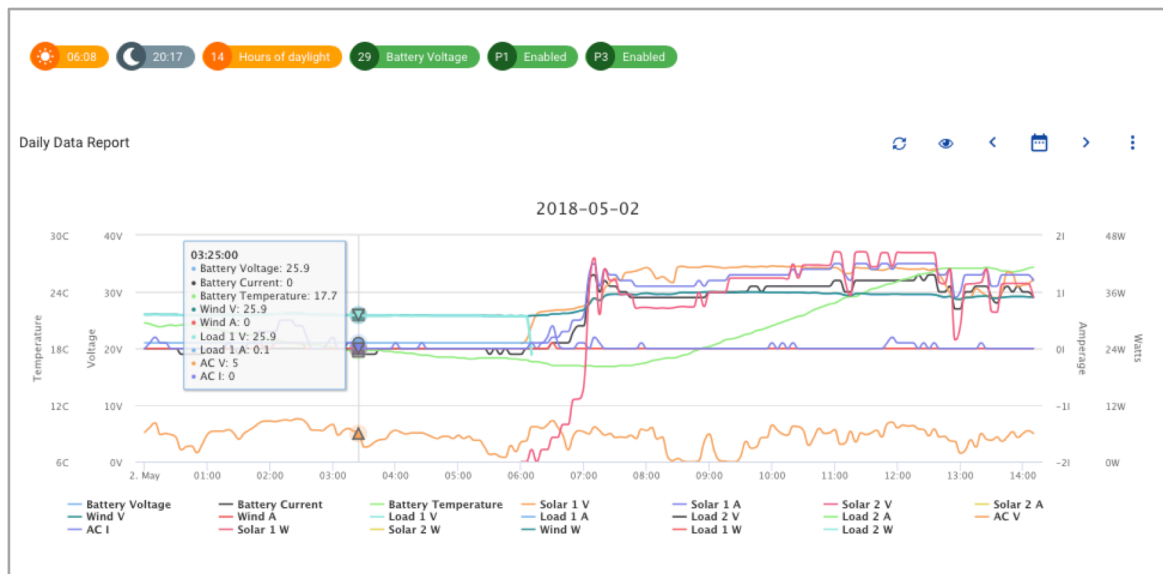 06:08 20:17 14 Hours of daylight 29 Battery Voltage P1 Enabled P3 Enabled
Daily Data Report
2018-05-02
30C 40V 2I 48W
24C 30V 1I 36W
18C 20V 0I 24W
12C 10V -1I 12W
6C 0V -2I 0W
Temperature
Voltage
Amperage
Watts
03:25:00
Battery Voltage: 25.9
Battery Current: 0
Battery Temperature: 17.7
Wind V: 25.9
Wind A: 0
Load 1 V: 25.9
Load 1 A: 0.1
AC V: 5
AC I: 0
2. May 01:00 02:00 03:00 04:00 05:00 06:00 07:00 08:00 09:00 10:00 11:00 12:00 13:00 14:00
Battery Voltage Battery Current Battery Temperature Solar 1 V Solar 1 A Solar 2 V Solar 2 A
Wind V Wind A Load 1 V Load 1 A Load 2 V Load 2 A AC V
AC I Solar 1 W Solar 2 W Wind W Load 1 W Load 2 W